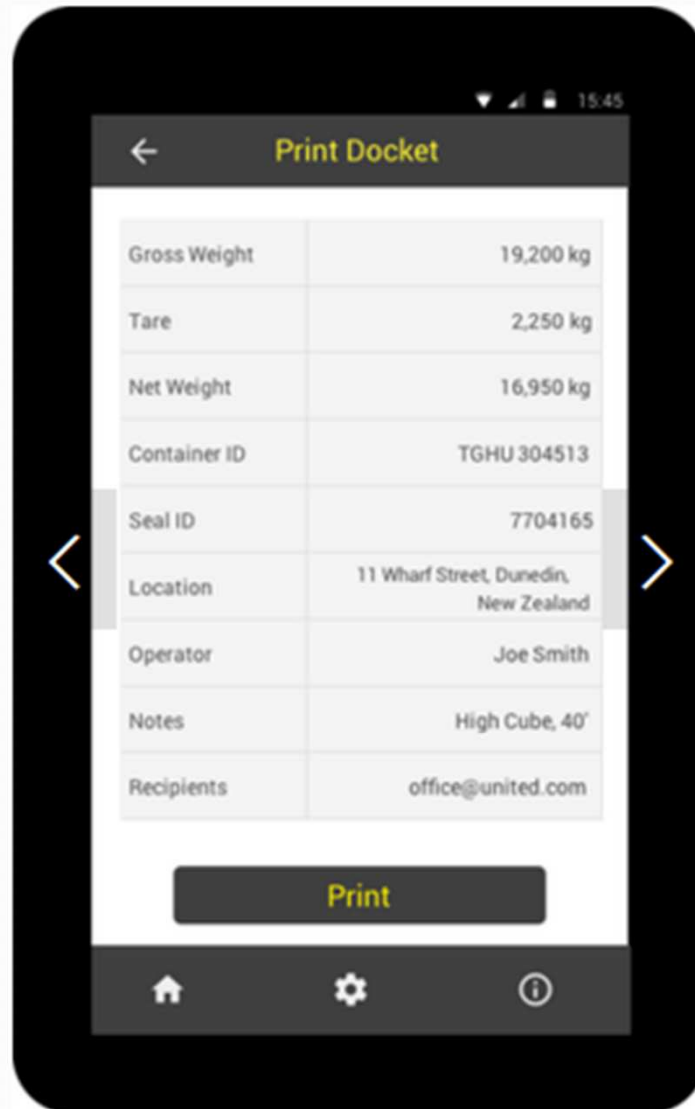 15:45
Print Docket
Gross Weight 19,200 kg
Tare 2,250 kg
Net Weight 16,950 kg
Container ID TGHU 304513
Seal ID 7704165
Location 11 Wharf Street, Dunedin,
New Zealand
Operator Joe Smith
Notes High Cube, 40'
Recipients office@united.com
Print